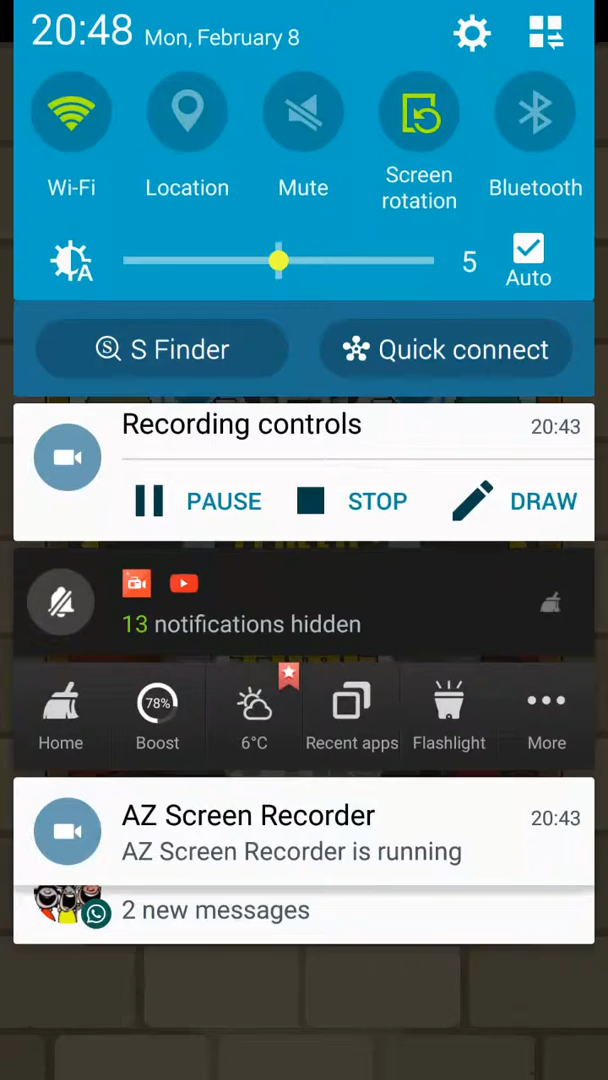 20:48 Mon, February 8
Wi-Fi
Location
Mute
Screen
rotation
Bluetooth
A
5
Auto
S Finder
Quick connect
Recording controls
20:43
PAUSE
STOP
DRAW
13 notifications hidden
78%
Home
Boost
6°C
Recent apps
Flashlight
More
AZ Screen Recorder
20:43
AZ Screen Recorder is running
2 new messages